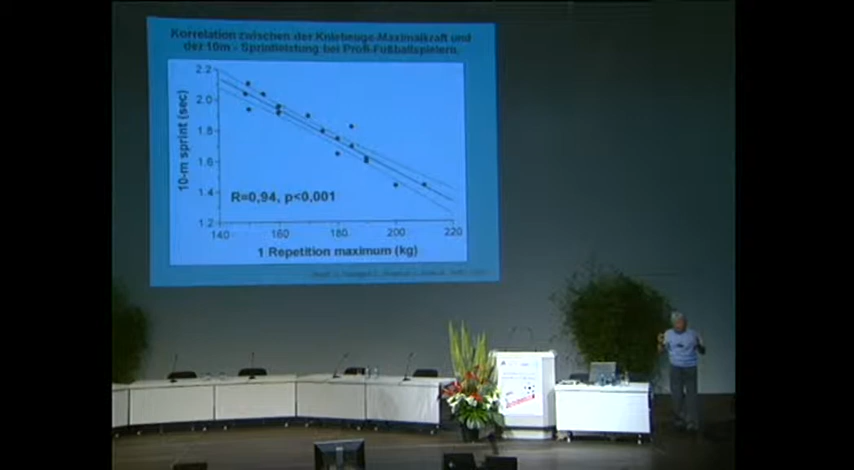 Korrelation zwischen der Kniebeuge-Maximalkraft und
der 10m - Sprintleistung bei Profi-Fußballspielern.
2.2
2.0
1.8
1.6
1.4
1.2
10-m sprint (sec)
R=0,94, p<0,001
140 160 180 200 220
1 Repetition maximum (kg)